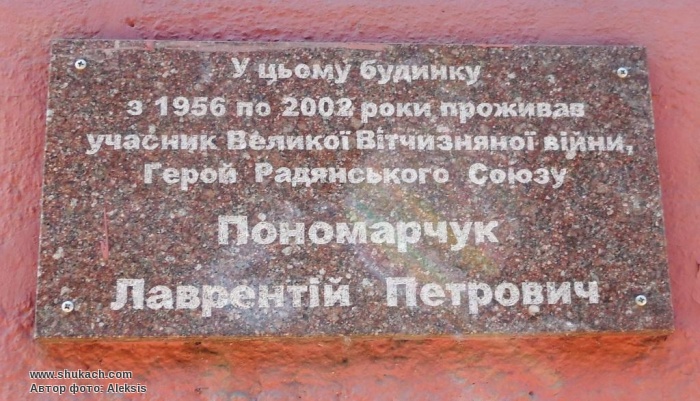 У цьому будинку
з 1956 по 2002 роки проживав
учасник Великої Вітчизняної війни,
Герой Радянського Союзу
Пономарчук
Лаврентій Петрович
www.shukach.com
Автор фото: Aleksis